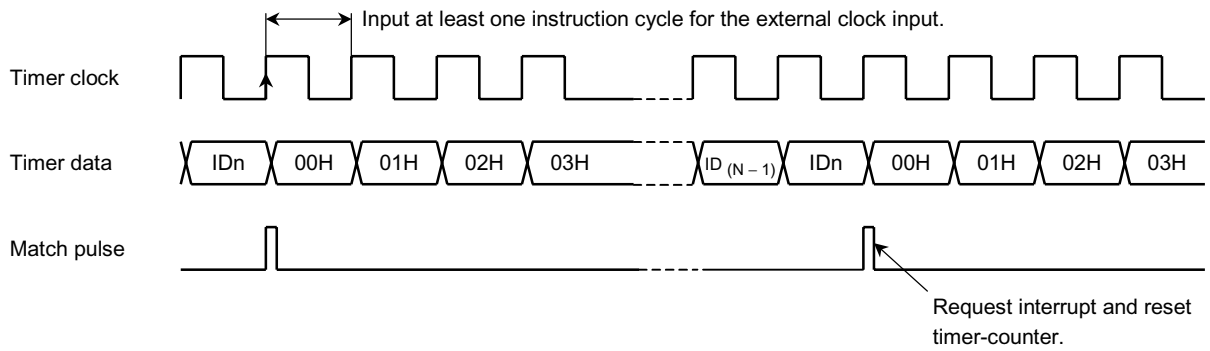 Input at least one instruction cycle for the external clock input.
Timer clock
Timer data IDn 00H 01H 02H 03H ID (N – 1) IDn 00H 01H 02H 03H
Match pulse
Request interrupt and reset
timer-counter.